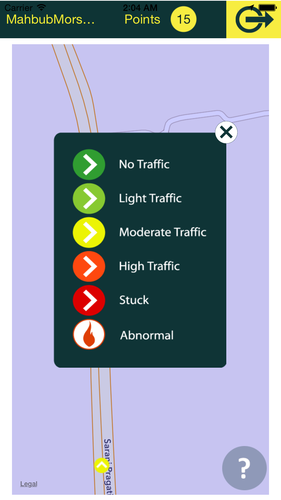 Carrier 2:04 AM
MahbubMors... Points 15
No Traffic
Light Traffic
Moderate Traffic
High Traffic
Stuck
Abnormal
Sarani Pragat
Legal
?